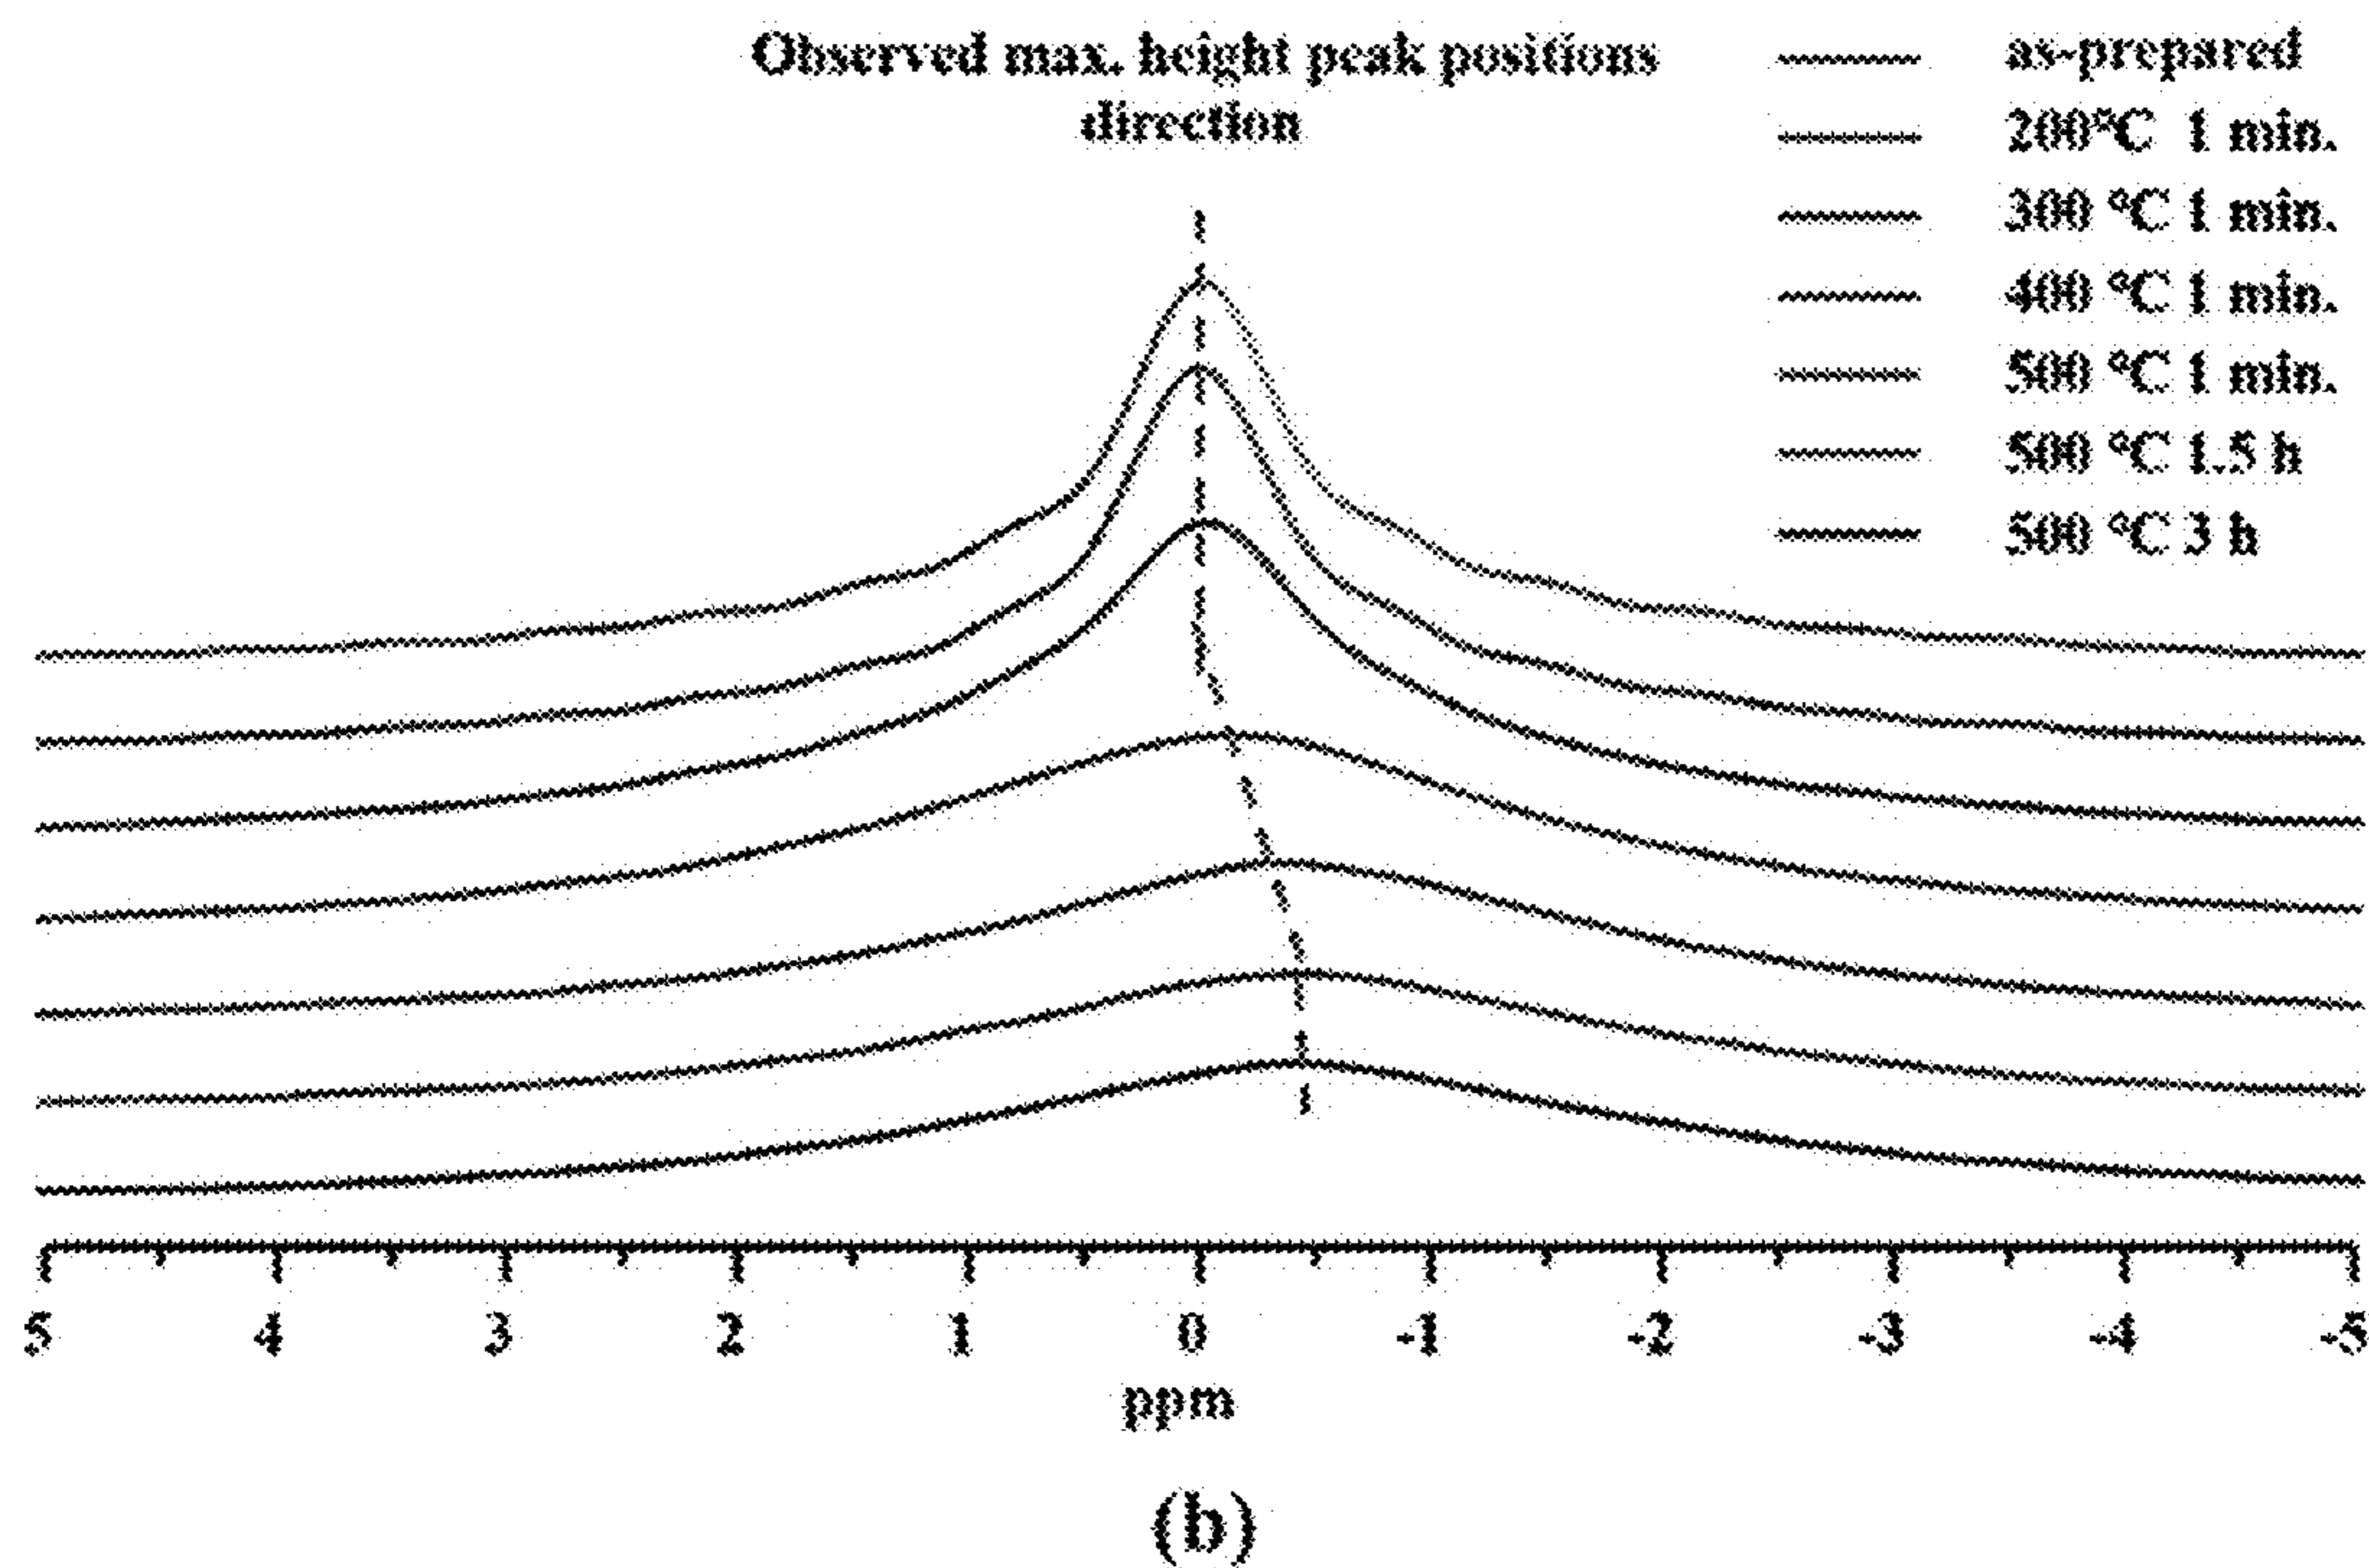 Observed max. height peak positions
direction
as-prepared
200°C 1 min.
300 °C 1 min.
400 °C 1 min.
500 °C 1 min.
500 °C 1.5 h
500 °C 3 h
5 4 3 2 1 0 -1 -2 -3 -4 -5
ppm
(b)